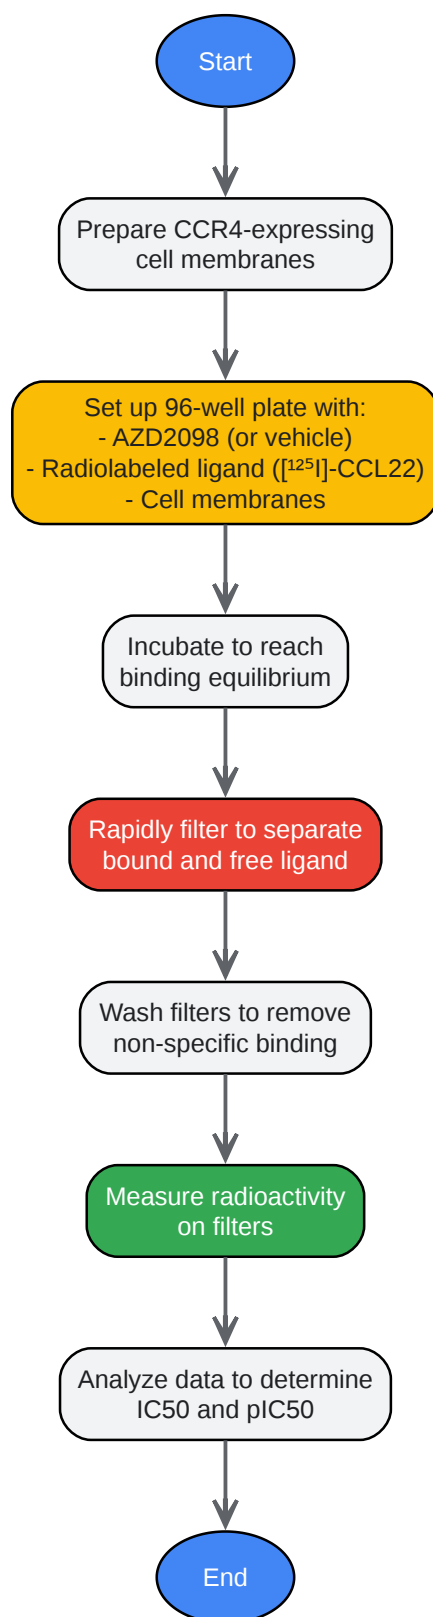 Start
Prepare CCR4-expressing
cell membranes
Set up 96-well plate with:
- AZD2098 (or vehicle)
- Radiolabeled ligand ([¹²⁵I]-CCL22)
- Cell membranes
Incubate to reach
binding equilibrium
Rapidly filter to separate
bound and free ligand
Wash filters to remove
non-specific binding
Measure radioactivity
on filters
Analyze data to determine
IC50 and pIC50
End